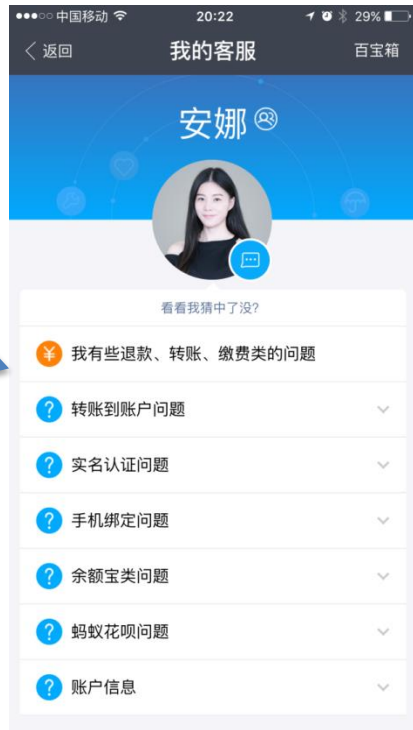 中国移动 20:22 29%
返回 我的客服 百宝箱
安娜
看看我猜中了没?
¥ 我有些退款、转账、缴费类的问题
? 转账到账户问题
? 实名认证问题
? 手机绑定问题
? 余额宝类问题
? 蚂蚁花呗问题
? 账户信息